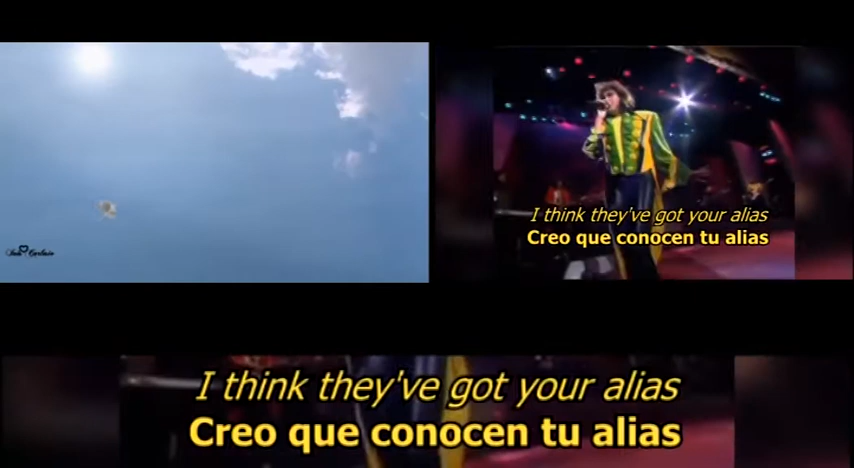 I think they've got your alias
Creo que conocen tu alias
I think they've got your alias
Creo que conocen tu alias